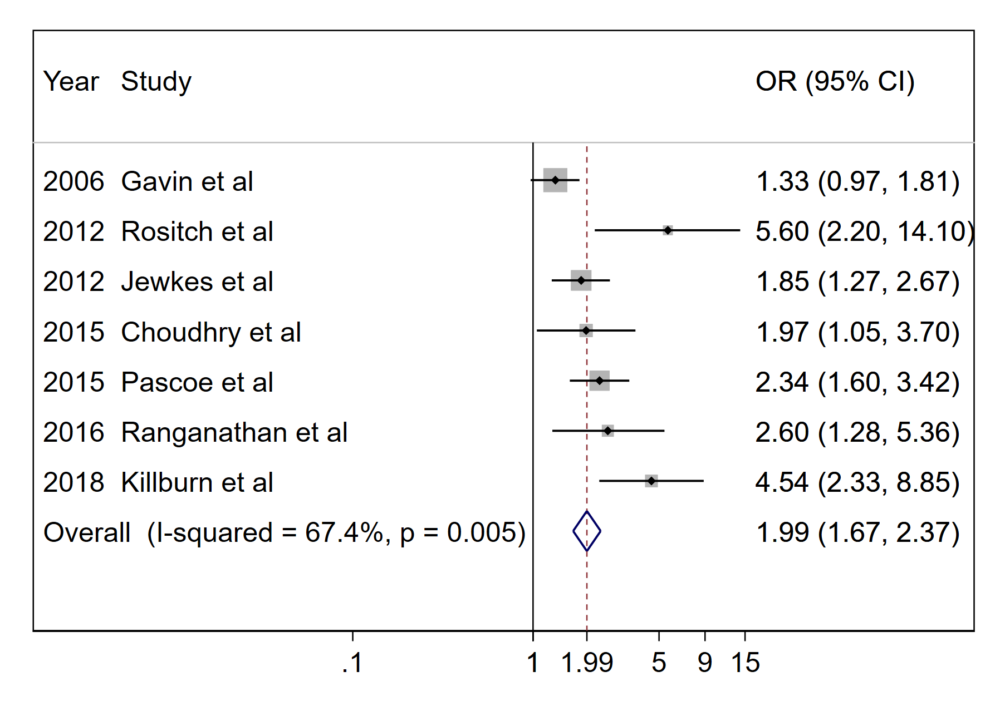 Year Study OR (95% CI)
2006 Gavin et al 1.33 (0.97, 1.81)
2012 Rositch et al 5.60 (2.20, 14.10)
2012 Jewkes et al 1.85 (1.27, 2.67)
2015 Choudhry et al 1.97 (1.05, 3.70)
2015 Pascoe et al 2.34 (1.60, 3.42)
2016 Ranganathan et al 2.60 (1.28, 5.36)
2018 Killburn et al 4.54 (2.33, 8.85)
Overall (I-squared = 67.4%, p = 0.005) 1.99 (1.67, 2.37)
.1 1 1.99 5 9 15